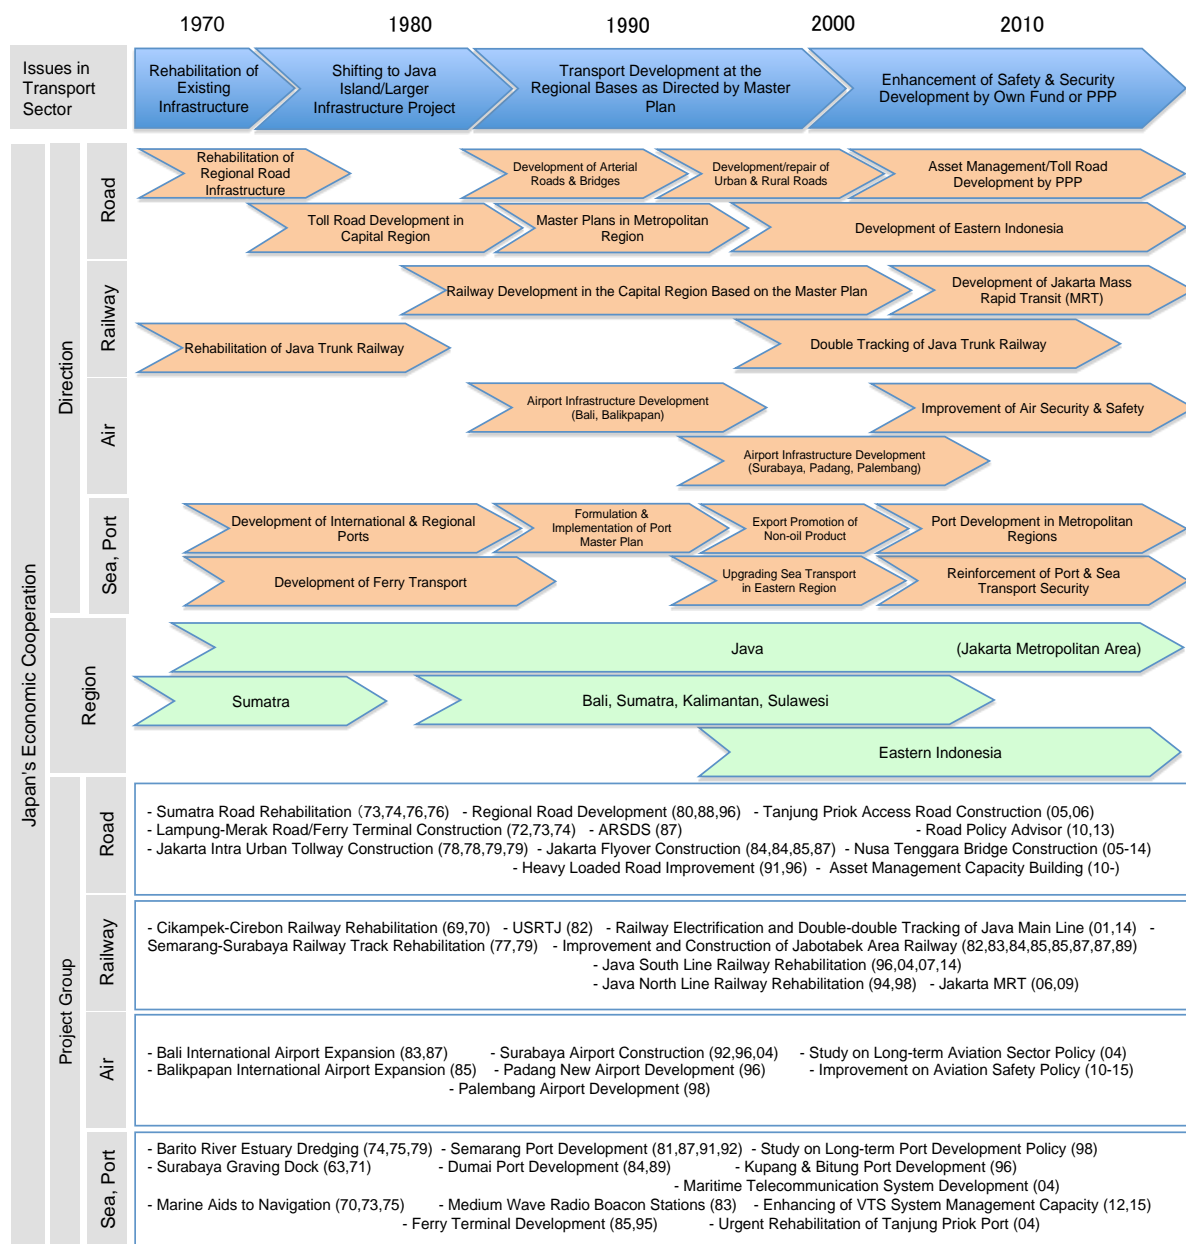 1970
1980
1990
2000
2010
Issues in
Transport
Sector
Rehabilitation of
Existing
Infrastructure
Shifting to Java
Island/Larger
Infrastructure Project
Transport Development at the
Regional Bases as Directed by Master
Plan
Enhancement of Safety & Security
Development by Own Fund or PPP
Japan's Economic Cooperation
Direction
Road
Rehabilitation of
Regional Road
Infrastructure
Development of Arterial
Roads & Bridges
Development/repair of
Urban & Rural Roads
Asset Management/Toll Road
Development by PPP
Toll Road Development in
Capital Region
Master Plans in Metropolitan
Region
Development of Eastern Indonesia
Railway
Railway Development in the Capital Region Based on the Master Plan
Development of Jakarta Mass
Rapid Transit (MRT)
Rehabilitation of Java Trunk Railway
Double Tracking of Java Trunk Railway
Air
Airport Infrastructure Development
(Bali, Balikpapan)
Improvement of Air Security & Safety
Airport Infrastructure Development
(Surabaya, Padang, Palembang)
Sea, Port
Development of International & Regional
Ports
Formulation &
Implementation of Port
Master Plan
Export Promotion of
Non-oil Product
Port Development in Metropolitan
Regions
Development of Ferry Transport
Upgrading Sea Transport
in Eastern Region
Reinforcement of Port & Sea
Transport Security
Region
Java (Jakarta Metropolitan Area)
Sumatra
Bali, Sumatra, Kalimantan, Sulawesi
Eastern Indonesia
Project Group
Road
- Sumatra Road Rehabilitation (73,74,76,76) - Regional Road Development (80,88,96) - Tanjung Priok Access Road Construction (05,06)
- Lampung-Merak Road/Ferry Terminal Construction (72,73,74) - ARSDS (87) - Road Policy Advisor (10,13)
- Jakarta Intra Urban Tollway Construction (78,78,79,79) - Jakarta Flyover Construction (84,84,85,87) - Nusa Tenggara Bridge Construction (05-14)
- Heavy Loaded Road Improvement (91,96) - Asset Management Capacity Building (10-)
Railway
- Cikampek-Cirebon Railway Rehabilitation (69,70) - USRTJ (82) - Railway Electrification and Double-double Tracking of Java Main Line (01,14) -
Semarang-Surabaya Railway Track Rehabilitation (77,79) - Improvement and Construction of Jabotabek Area Railway (82,83,84,85,85,87,87,89)
- Java South Line Railway Rehabilitation (96,04,07,14)
- Java North Line Railway Rehabilitation (94,98) - Jakarta MRT (06,09)
Air
- Bali International Airport Expansion (83,87) - Surabaya Airport Construction (92,96,04) - Study on Long-term Aviation Sector Policy (04)
- Balikpapan International Airport Expansion (85) - Padang New Airport Development (96) - Improvement on Aviation Safety Policy (10-15)
- Palembang Airport Development (98)
Sea, Port
- Barito River Estuary Dredging (74,75,79) - Semarang Port Development (81,87,91,92) - Study on Long-term Port Development Policy (98)
- Surabaya Graving Dock (63,71) - Dumai Port Development (84,89) - Kupang & Bitung Port Development (96)
- Maritime Telecommunication System Development (04)
- Marine Aids to Navigation (70,73,75) - Medium Wave Radio Boacon Stations (83) - Enhancing of VTS System Management Capacity (12,15)
- Ferry Terminal Development (85,95) - Urgent Rehabilitation of Tanjung Priok Port (04)